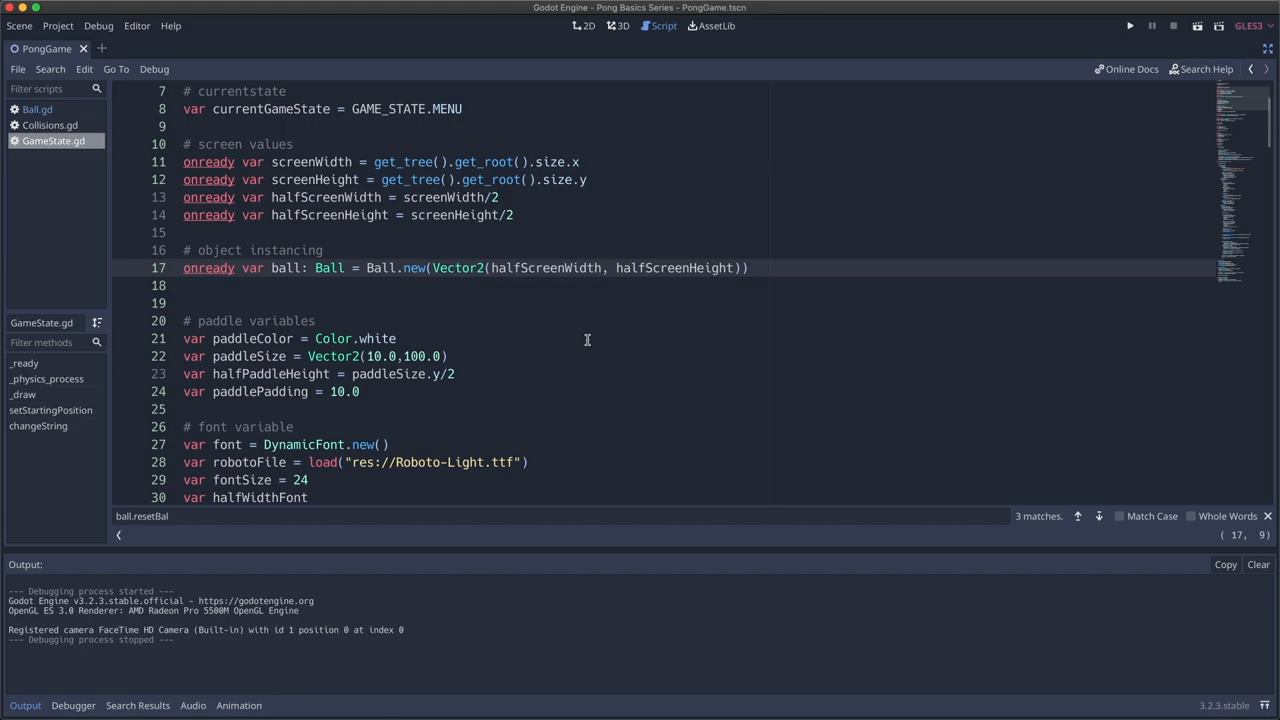 Godot Engine - Pong Basics Series - PongGame.tscn
Scene Project Debug Editor Help
2D 3D Script AssetLib
GLES3
PongGame
File Search Edit Go To Debug
Online Docs Search Help
Filter scripts
Ball.gd
Collisions.gd
GameState.gd
GameState.gd
Filter methods
_ready
_physics_process
_draw
setStartingPosition
changeString
7 # currentstate
8 var currentGameState = GAME_STATE.MENU
9
10 # screen values
11 onready var screenWidth = get_tree().get_root().size.x
12 onready var screenHeight = get_tree().get_root().size.y
13 onready var halfScreenWidth = screenWidth/2
14 onready var halfScreenHeight = screenHeight/2
15
16 # object instancing
17 onready var ball: Ball = Ball.new(Vector2(halfScreenWidth, halfScreenHeight))
18
19
20 # paddle variables
21 var paddleColor = Color.white
22 var paddleSize = Vector2(10.0,100.0)
23 var halfPaddleHeight = paddleSize.y/2
24 var paddlePadding = 10.0
25
26 # font variable
27 var font = DynamicFont.new()
28 var robotoFile = load("res://Roboto-Light.ttf")
29 var fontSize = 24
30 var halfWidthFont
ball.resetBal
3 matches. Match Case Whole Words
( 17, 9)
Output: Copy Clear
--- Debugging process started ---
Godot Engine v3.2.3.stable.official - https://godotengine.org
OpenGL ES 3.0 Renderer: AMD Radeon Pro 5500M OpenGL Engine
Registered camera FaceTime HD Camera (Built-in) with id 1 position 0 at index 0
--- Debugging process stopped ---
Output Debugger Search Results Audio Animation
3.2.3.stable